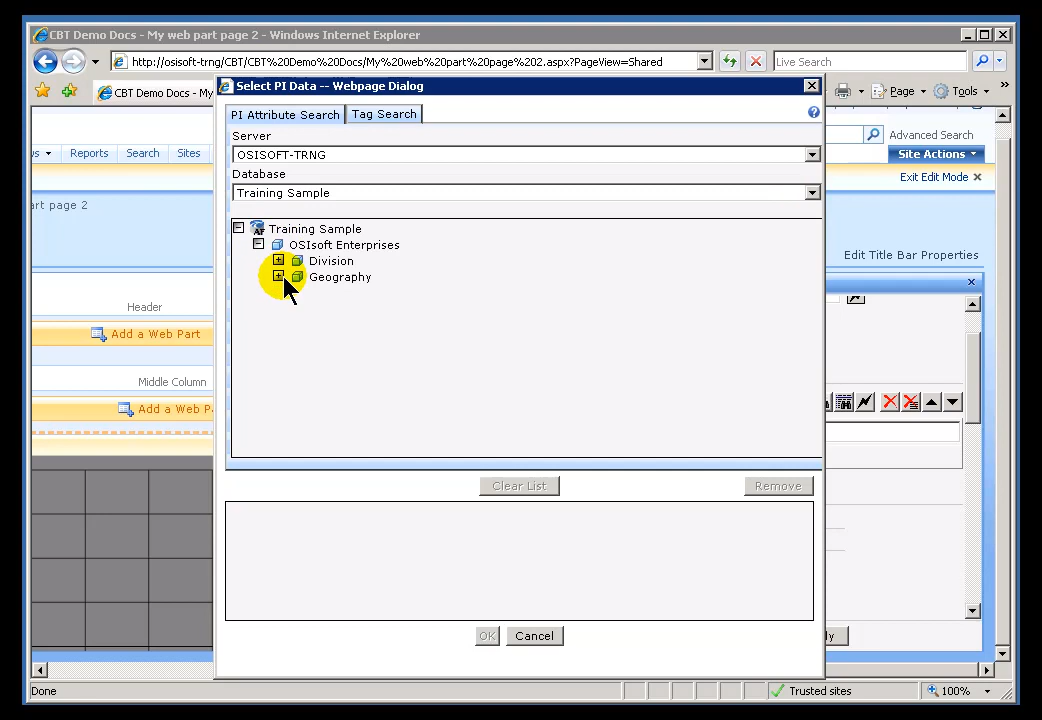 CBT Demo Docs - My web part page 2 - Windows Internet Explorer
http://osisoft-trng/CBT/CBT%20Demo%20Docs/My%20web%20part%20page%202.aspx?PageView=Shared
Live Search
CBT Demo Docs - My
Select PI Data -- Webpage Dialog
Page
Tools
»
PI Attribute Search
Tag Search
Advanced Search
Server
Reports
Search
Sites
OSISOFT-TRNG
Site Actions
Database
Exit Edit Mode
Training Sample
art page 2
Training Sample
OSIsoft Enterprises
Edit Title Bar Properties
Division
Geography
Header
Add a Web Part
Middle Column
Add a Web P
Clear List
Remove
OK
Cancel
ly
Done
Trusted sites
100%